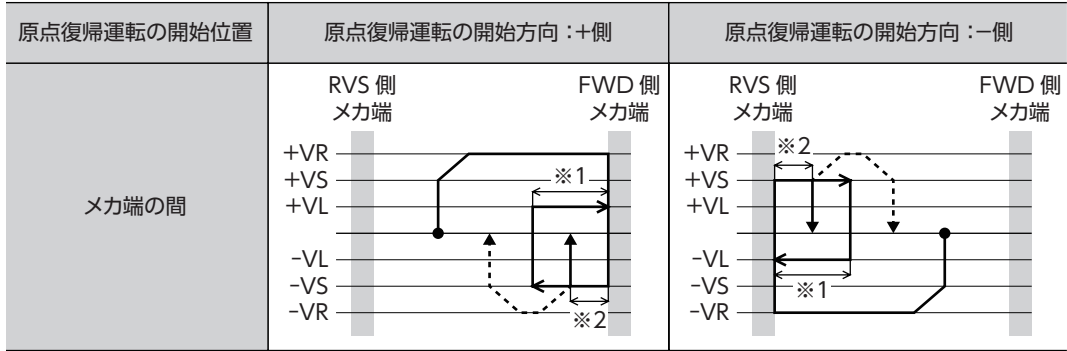 原点復帰運転の開始位置
原点復帰運転の開始方向：+側
原点復帰運転の開始方向：−側
メカ端の間
RVS 側
メカ端
FWD 側
メカ端
+VR
+VS
+VL
−VL
−VS
−VR
※1
※2
RVS 側
メカ端
FWD 側
メカ端
+VR
+VS
+VL
−VL
−VS
−VR
※2
※1